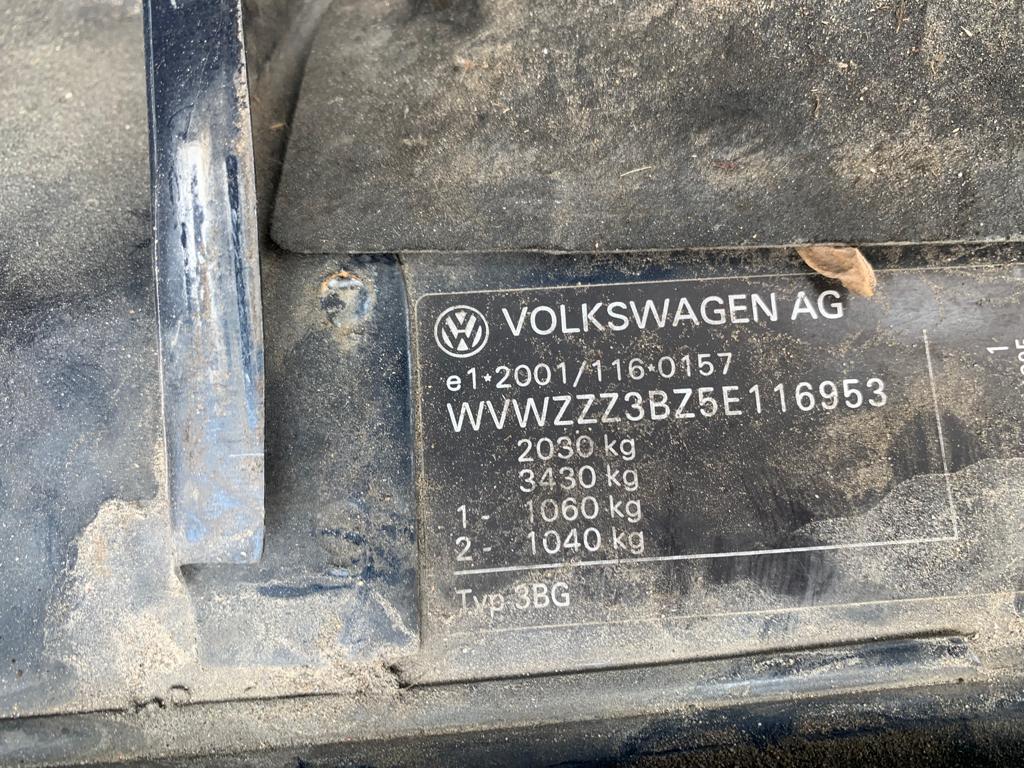 VOLKSWAGEN AG
e1*2001/116*0157
WVWZZZ3BZ5E116953
2030 kg
3430 kg
1 - 1060 kg
2 - 1040 kg
Typ 3BG
1